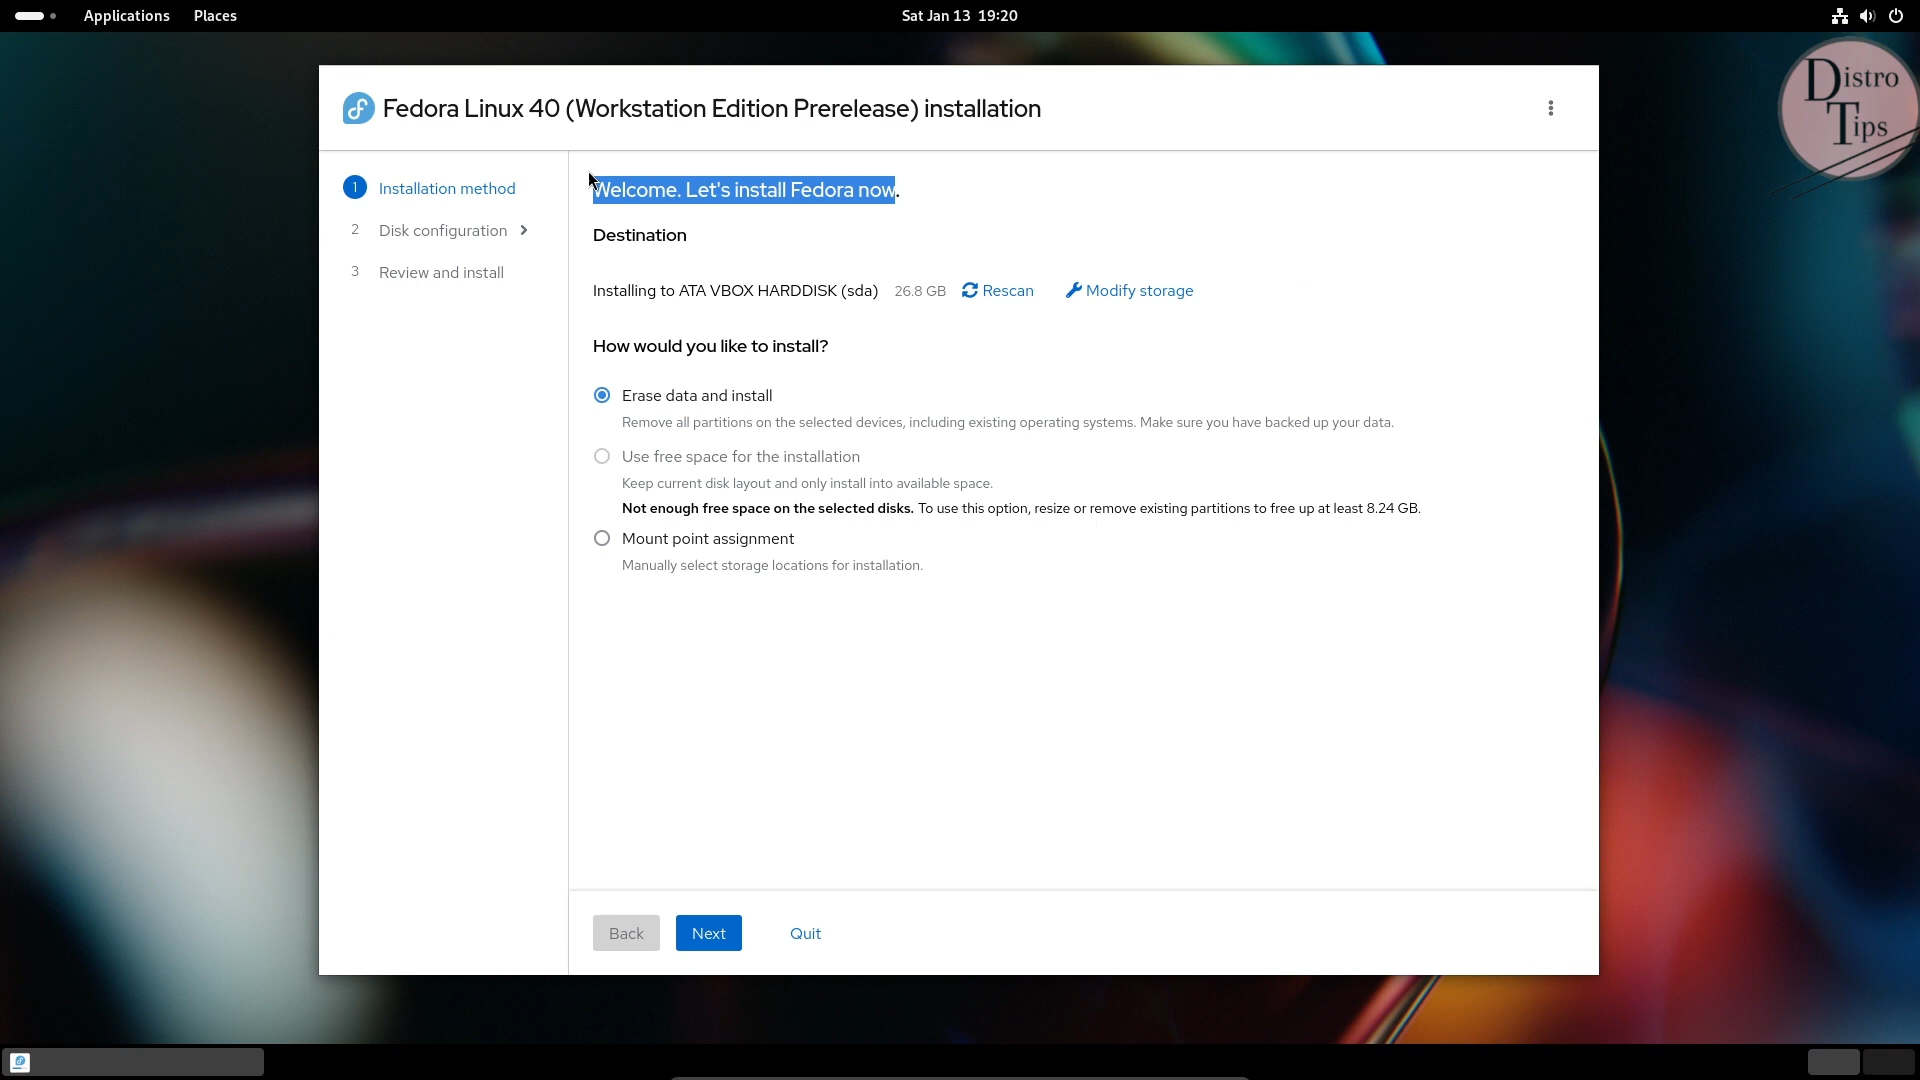 Applications Places Sat Jan 13 19:20
Distro
Tips
Fedora Linux 40 (Workstation Edition Prerelease) installation
1 Installation method
2 Disk configuration
3 Review and install
Welcome. Let's install Fedora now.
Destination
Installing to ATA VBOX HARDDISK (sda) 26.8 GB Rescan Modify storage
How would you like to install?
Erase data and install
Remove all partitions on the selected devices, including existing operating systems. Make sure you have backed up your data.
Use free space for the installation
Keep current disk layout and only install into available space.
Not enough free space on the selected disks. To use this option, resize or remove existing partitions to free up at least 8.24 GB.
Mount point assignment
Manually select storage locations for installation.
Back Next Quit